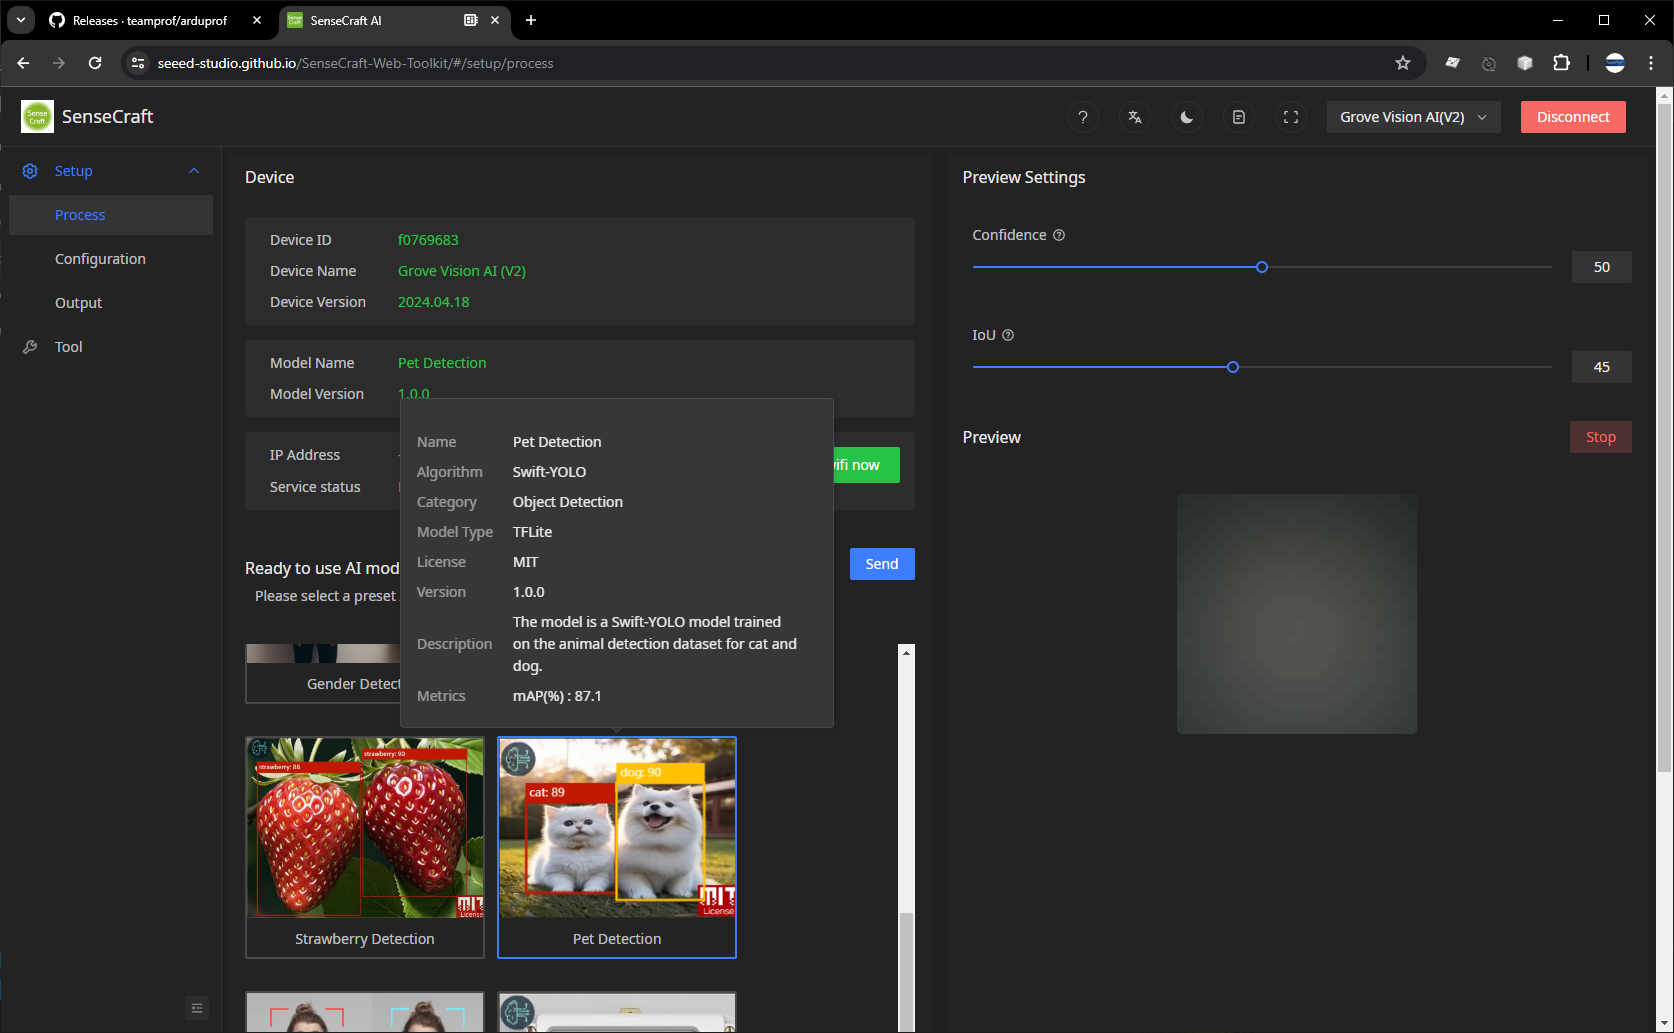 Releases · teamprof/arduprof
SenseCraft AI
seeed-studio.github.io/SenseCraft-Web-Toolkit/#/setup/process
Sense
Craft
SenseCraft
Grove Vision AI(V2)
Disconnect
Setup
Process
Configuration
Output
Tool
Device
Device ID f0769683
Device Name Grove Vision AI (V2)
Device Version 2024.04.18
Model Name Pet Detection
Model Version 1.0.0
IP Address
Service status
ifi now
Name Pet Detection
Algorithm Swift-YOLO
Category Object Detection
Model Type TFLite
License MIT
Version 1.0.0
Description The model is a Swift-YOLO model trained
on the animal detection dataset for cat and
dog.
Metrics mAP(%) : 87.1
Ready to use AI mod
Please select a preset
Send
Gender Detect
strawberry: 88
strawberry: 90
MIT
License
Strawberry Detection
cat: 89
dog: 90
MIT
License
Pet Detection
Preview Settings
Confidence
50
IoU
45
Preview
Stop